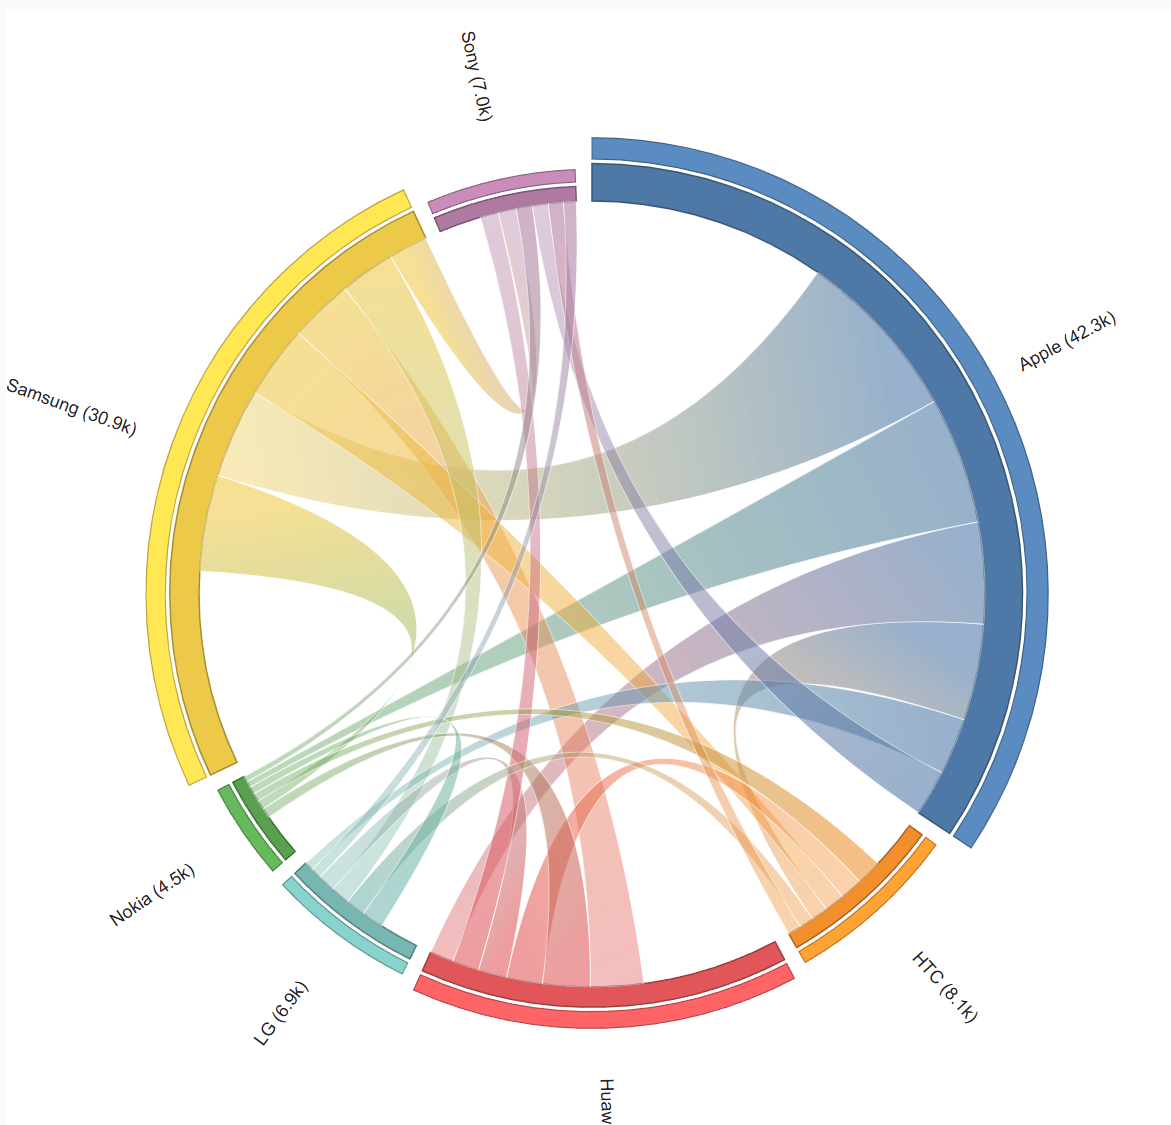 Sony (7.0k)
Apple (42.3k)
Samsung (30.9k)
Nokia (4.5k)
LG (6.9k)
HTC (8.1k)
Huaw